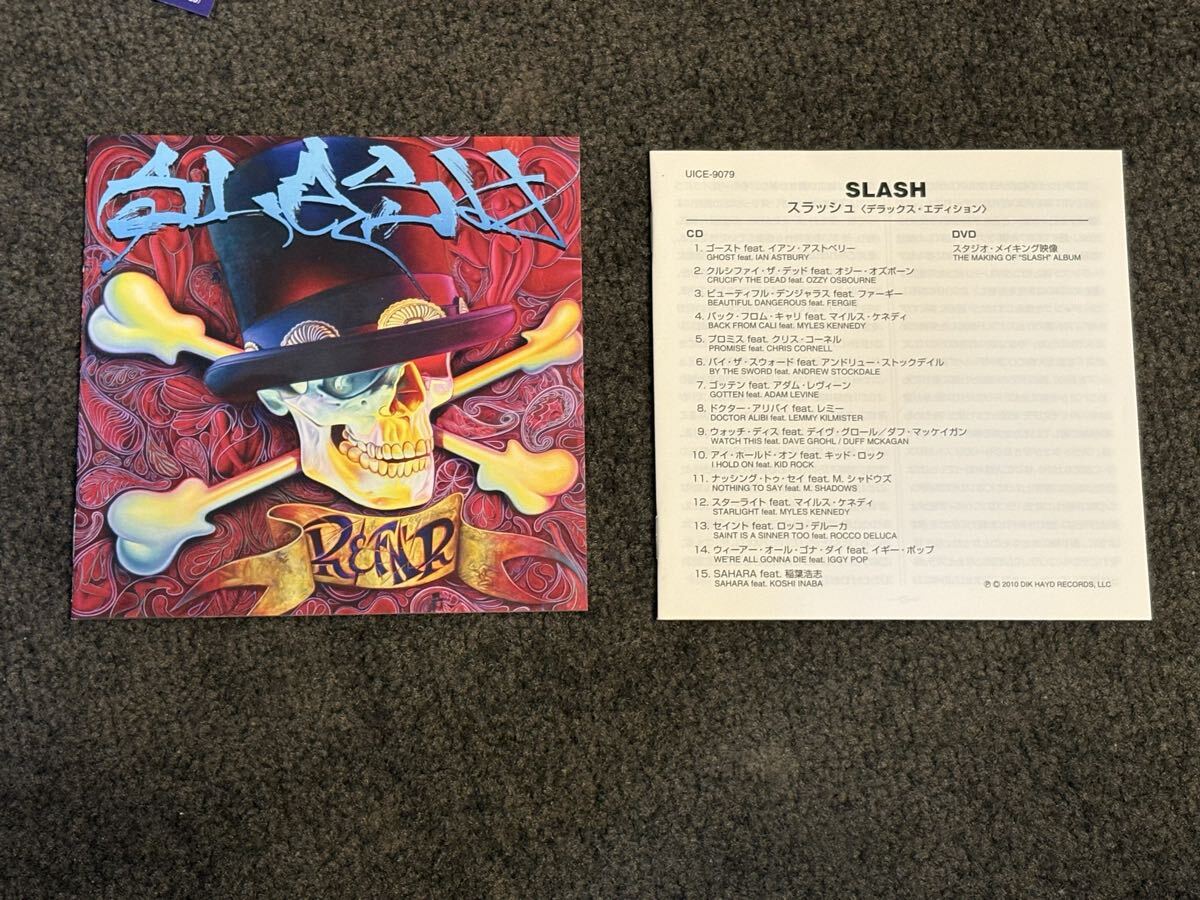 SLASH
R&FN'R
UICE-9079
SLASH
スラッシュ〈デラックス・エディション〉
CD
1. ゴースト feat. イアン・アストベリー
GHOST feat. IAN ASTBURY
2. クルシファイ・ザ・デッド feat. オジー・オズボーン
CRUCIFY THE DEAD feat. OZZY OSBOURNE
3. ビューティフル・デンジャラス feat. ファーギー
BEAUTIFUL DANGEROUS feat. FERGIE
4. バック・フロム・キャリ feat. マイルス・ケネディ
BACK FROM CALI feat. MYLES KENNEDY
5. プロミス feat. クリス・コーネル
PROMISE feat. CHRIS CORNELL
6. バイ・ザ・スウォード feat. アンドリュー・ストックデイル
BY THE SWORD feat. ANDREW STOCKDALE
7. ゴッテン feat. アダム・レヴィーン
GOTTEN feat. ADAM LEVINE
8. ドクター・アリバイ feat. レミー
DOCTOR ALIBI feat. LEMMY KILMISTER
9. ウォッチ・ディス feat. デイヴ・グロール／ダフ・マッケイガン
WATCH THIS feat. DAVE GROHL / DUFF MCKAGAN
10. アイ・ホールド・オン feat. キッド・ロック
I HOLD ON feat. KID ROCK
11. ナッシング・トゥ・セイ feat. M. シャドウズ
NOTHING TO SAY feat. M. SHADOWS
12. スターライト feat. マイルス・ケネディ
STARLIGHT feat. MYLES KENNEDY
13. セイント feat. ロッコ・デルーカ
SAINT IS A SINNER TOO feat. ROCCO DELUCA
14. ウィーアー・オール・ゴナ・ダイ feat. イギー・ポップ
WE'RE ALL GONNA DIE feat. IGGY POP
15. SAHARA feat. 稲葉浩志
SAHARA feat. KOSHI INABA
DVD
スタジオ・メイキング映像
THE MAKING OF "SLASH" ALBUM
℗ © 2010 DIK HAYD RECORDS, LLC